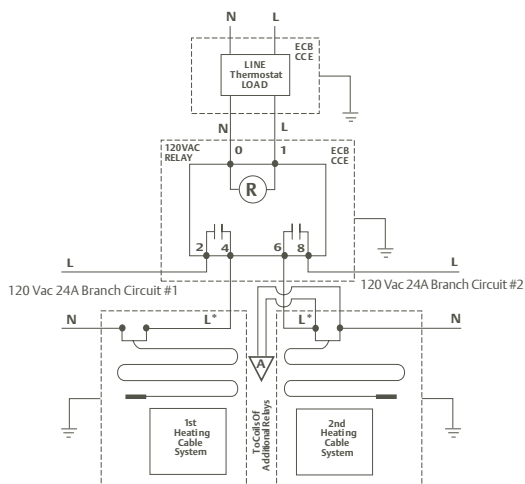 N L
ECB
CCE
LINE
Thermostat
LOAD
N L
120VAC
RELAY
0 1
ECB
CCE
R
2 4 6 8
L L
120 Vac 24A Branch Circuit #1
120 Vac 24A Branch Circuit #2
N L* L* N
A
To Coils Of
Additional Relays
1st
Heating
Cable
System
2nd
Heating
Cable
System